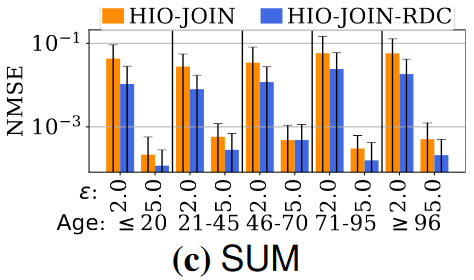 HIO-JOIN HIO-JOIN-RDC
10⁻¹
NMSE
10⁻³
ε: 2.0 5.0 2.0 5.0 2.0 5.0 2.0 5.0 2.0 5.0
Age: ≤ 20 21-45 46-70 71-95 ≥ 96
(c) SUM